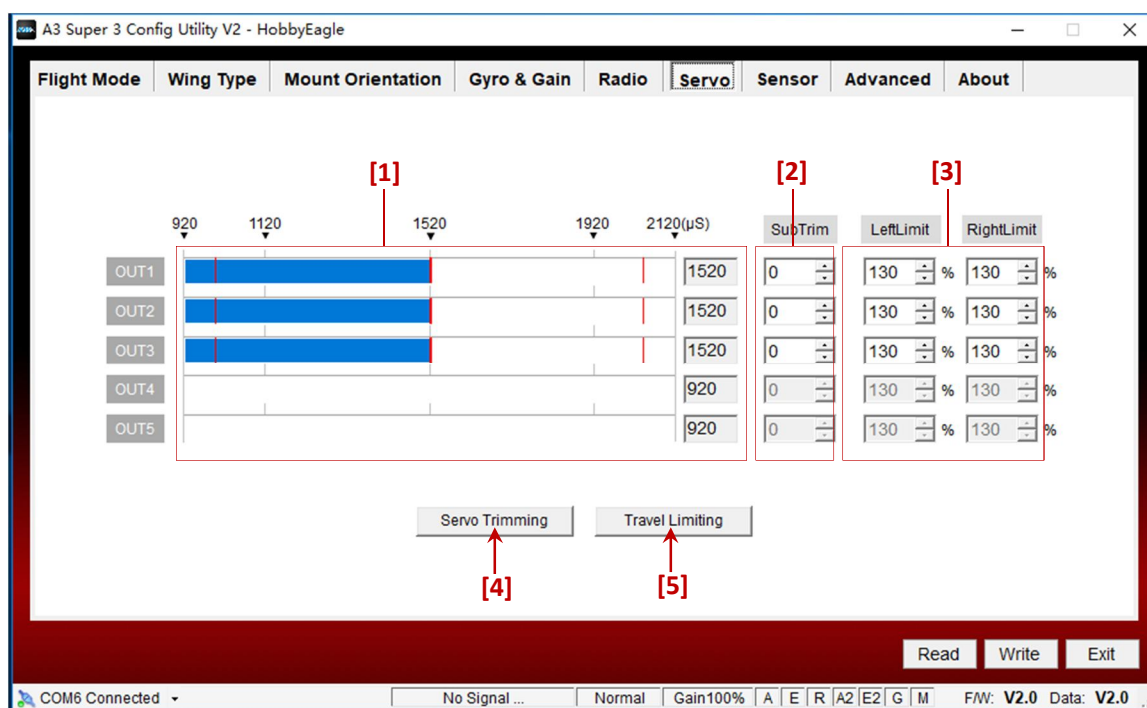 A3 Super 3 Config Utility V2 - HobbyEagle
Flight Mode Wing Type Mount Orientation Gyro & Gain Radio Servo Sensor Advanced About
[1] [2] [3]
920 1120 1520 1920 2120(µS) SubTrim LeftLimit RightLimit
OUT1 1520 0 130 % 130 %
OUT2 1520 0 130 % 130 %
OUT3 1520 0 130 % 130 %
OUT4 920 0 130 % 130 %
OUT5 920 0 130 % 130 %
Servo Trimming Travel Limiting
[4] [5]
Read Write Exit
COM6 Connected No Signal ... Normal Gain100% A E R A2 E2 G M F/W: V2.0 Data: V2.0